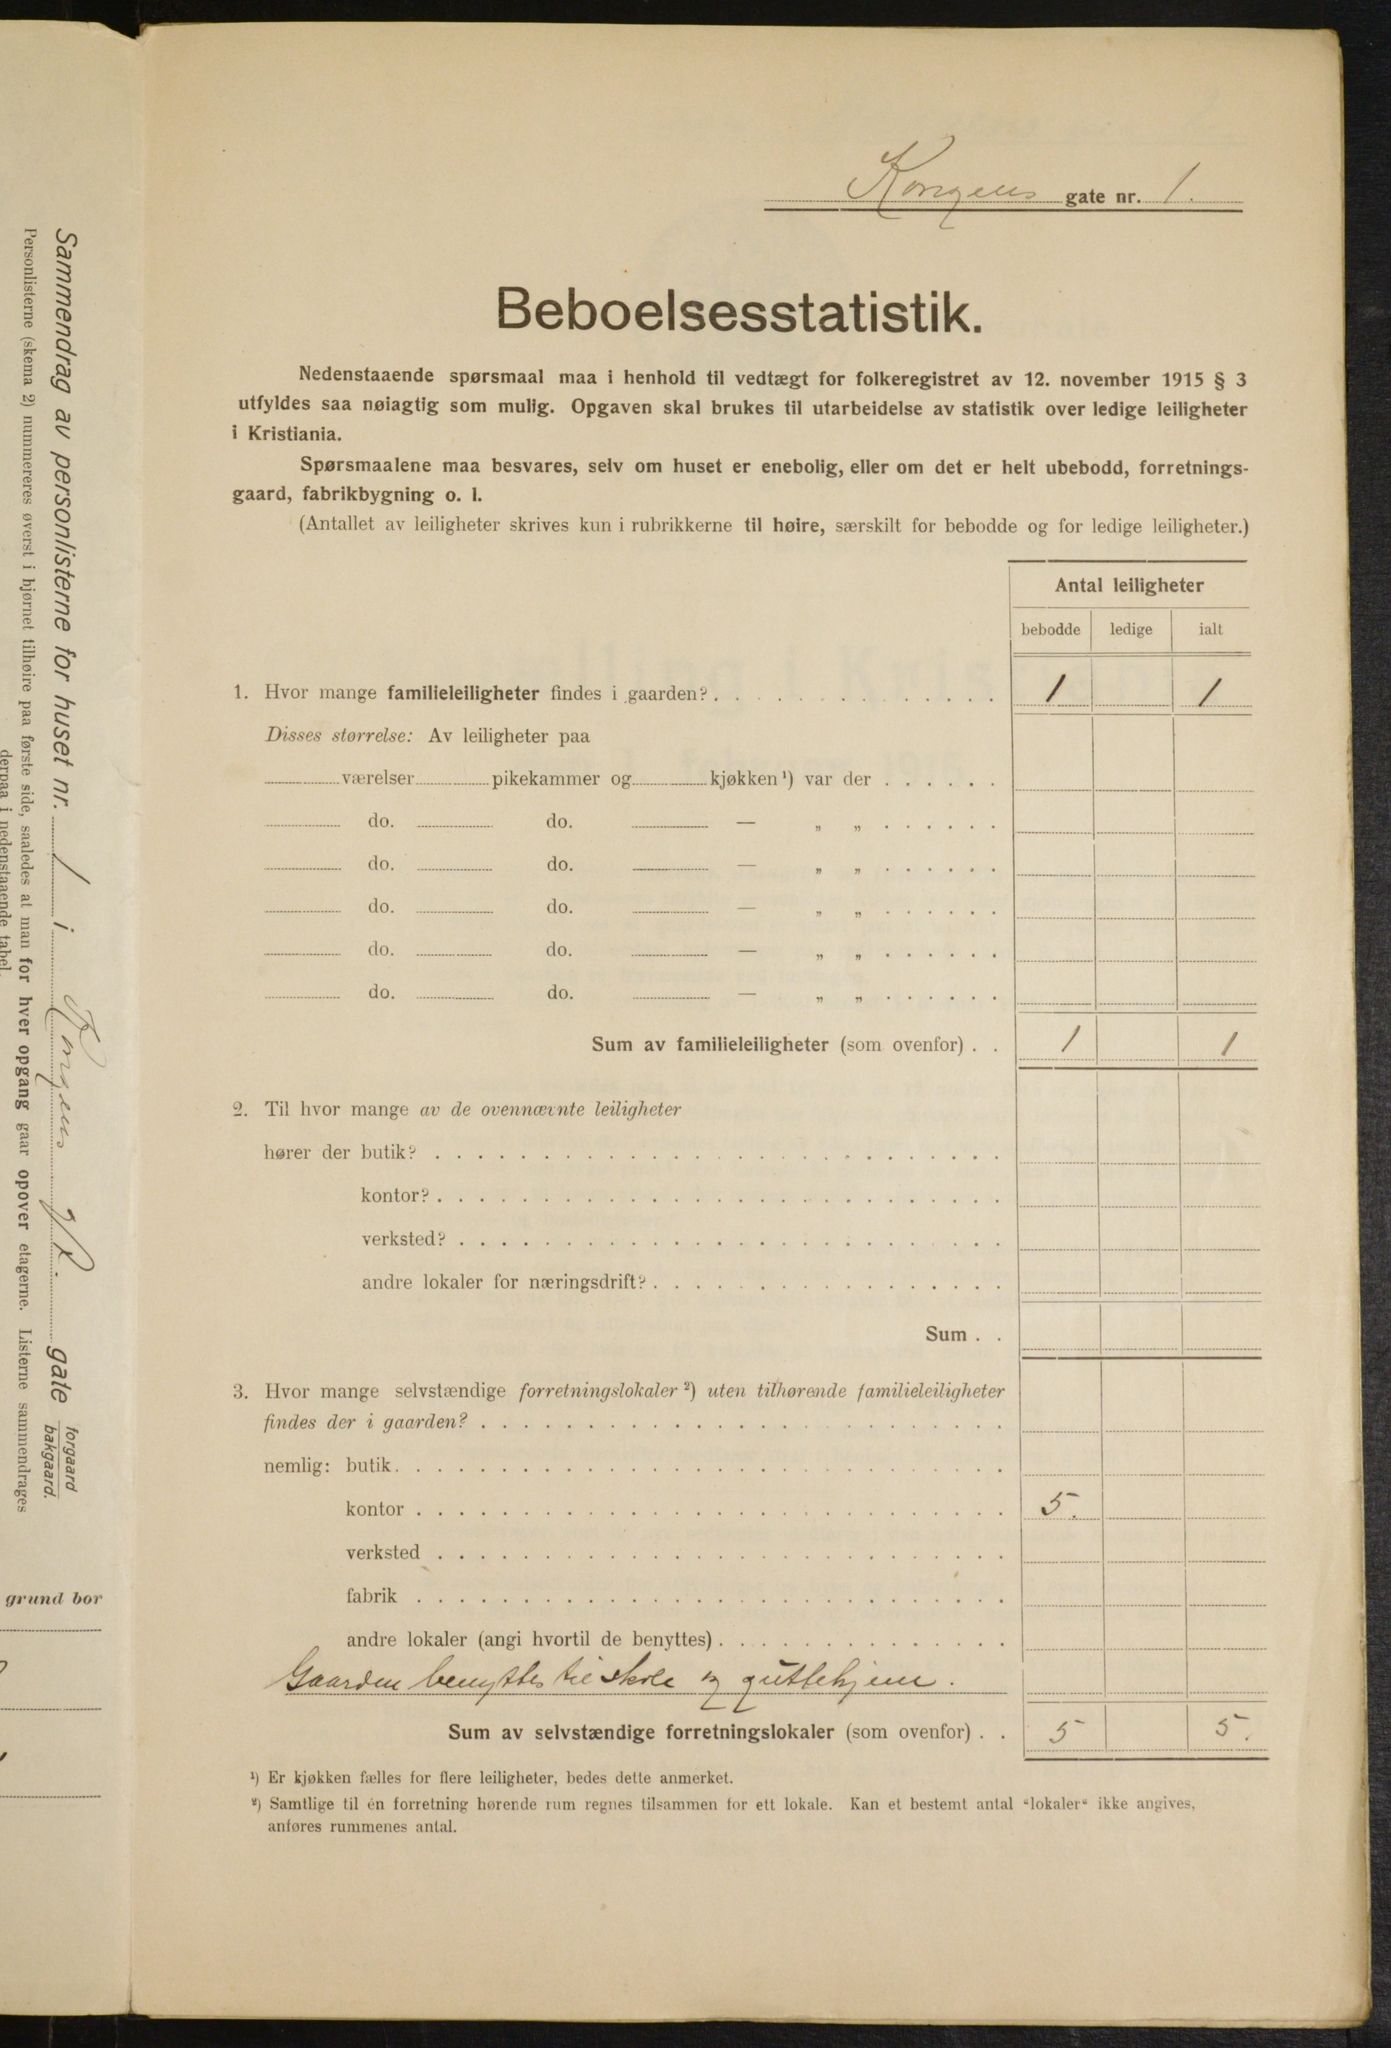 Kongens gate nr. 1.
Beboelsesstatistik.
Nedenstaaende spørsmaal maa i henhold til vedtægt for folkeregistret av 12. november 1915 § 3
utfyldes saa nøiagtig som mulig. Opgaven skal brukes til utarbeidelse av statistik over ledige leiligheter
i Kristiania.
Spørsmaalene maa besvares, selv om huset er enebolig, eller om det er helt ubebodd, forretnings-
gaard, fabrikbygning o. l.
(Antallet av leiligheter skrives kun i rubrikkerne til høire, særskilt for bebodde og for ledige leiligheter.)
Antal leiligheter
bebodde ledige ialt
1. Hvor mange familieleiligheter findes i gaarden? . . . . . . . . . . . . . 1 1
Disses størrelse: Av leiligheter paa
værelser pikekammer og kjøkken ¹) var der . . . . . .
do. do. — „ „ . . . . . .
do. do. — „ „ . . . . . .
do. do. — „ „ . . . . . .
do. do. — „ „ . . . . . .
do. do. — „ „ . . . . . .
Sum av familieleiligheter (som ovenfor) . . 1 1
2. Til hvor mange av de ovennævnte leiligheter
hører der butik? . . . . . . . . . . . . . . . . . . . . . .
kontor? . . . . . . . . . . . . . . . . . . . . . .
verksted? . . . . . . . . . . . . . . . . . . . . .
andre lokaler for næringsdrift? . . . . . . . . . . . . . .
Sum . .
3. Hvor mange selvstændige forretningslokaler ²) uten tilhørende familieleiligheter
findes der i gaarden? . . . . . . . . . . . . . . . . . . . .
nemlig: butik. . . . . . . . . . . . . . . . . . . . . . .
kontor . . . . . . . . . . . . . . . . . . . . . . 5.
verksted . . . . . . . . . . . . . . . . . . . . . .
fabrik . . . . . . . . . . . . . . . . . . . . . . .
andre lokaler (angi hvortil de benyttes) . . . . . . . . . . . .
Gaarden benyttes til skole og guttehjem.
Sum av selvstændige forretningslokaler (som ovenfor) . . 5 5.
¹) Er kjøkken fælles for flere leiligheter, bedes dette anmerket.
²) Samtlige til én forretning hørende rum regnes tilsammen for ett lokale. Kan et bestemt antal “lokaler“ ikke angives,
anføres rummenes antal.
Sammendrag av personlisterne for huset nr. 1 i Kongens gt. gate forgaard
bakgaard.
Personlisterne (skema 2) nummereres øverst i hjørnet tilhøire paa første side, saaledes at man for hver opgang gaar opover etagerne. Listerne sammendrages
derpaa i nedenstaaende tabel.
grund bor